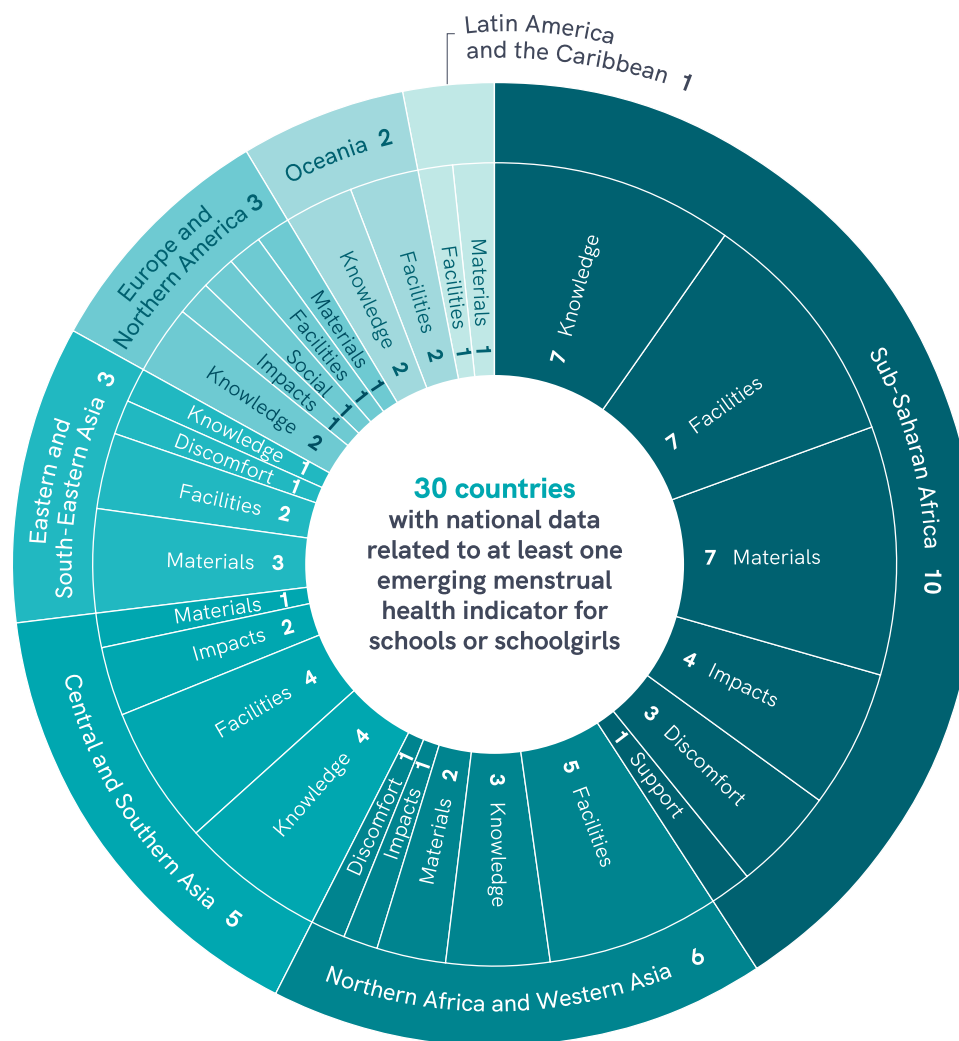 Latin America
and the Caribbean 1
Sub-Saharan Africa 10
7 Knowledge
7 Facilities
7 Materials
4 Impacts
3 Discomfort
1 Support
Northern Africa and Western Asia 6
5 Facilities
3 Knowledge
Materials 2
Impacts 1
Discomfort 1
Central and Southern Asia 5
Knowledge 4
Facilities 4
Impacts 2
Materials 1
Eastern and
South-Eastern Asia 3
Materials 3
Facilities 2
Discomfort 1
Knowledge 1
Europe and
Northern America 3
Knowledge 2
Impacts 1
Social 1
Facilities 1
Materials 1
Oceania 2
Knowledge 2
Facilities 2
Facilities 1
Materials 1
30 countries
with national data
related to at least one
emerging menstrual
health indicator for
schools or schoolgirls